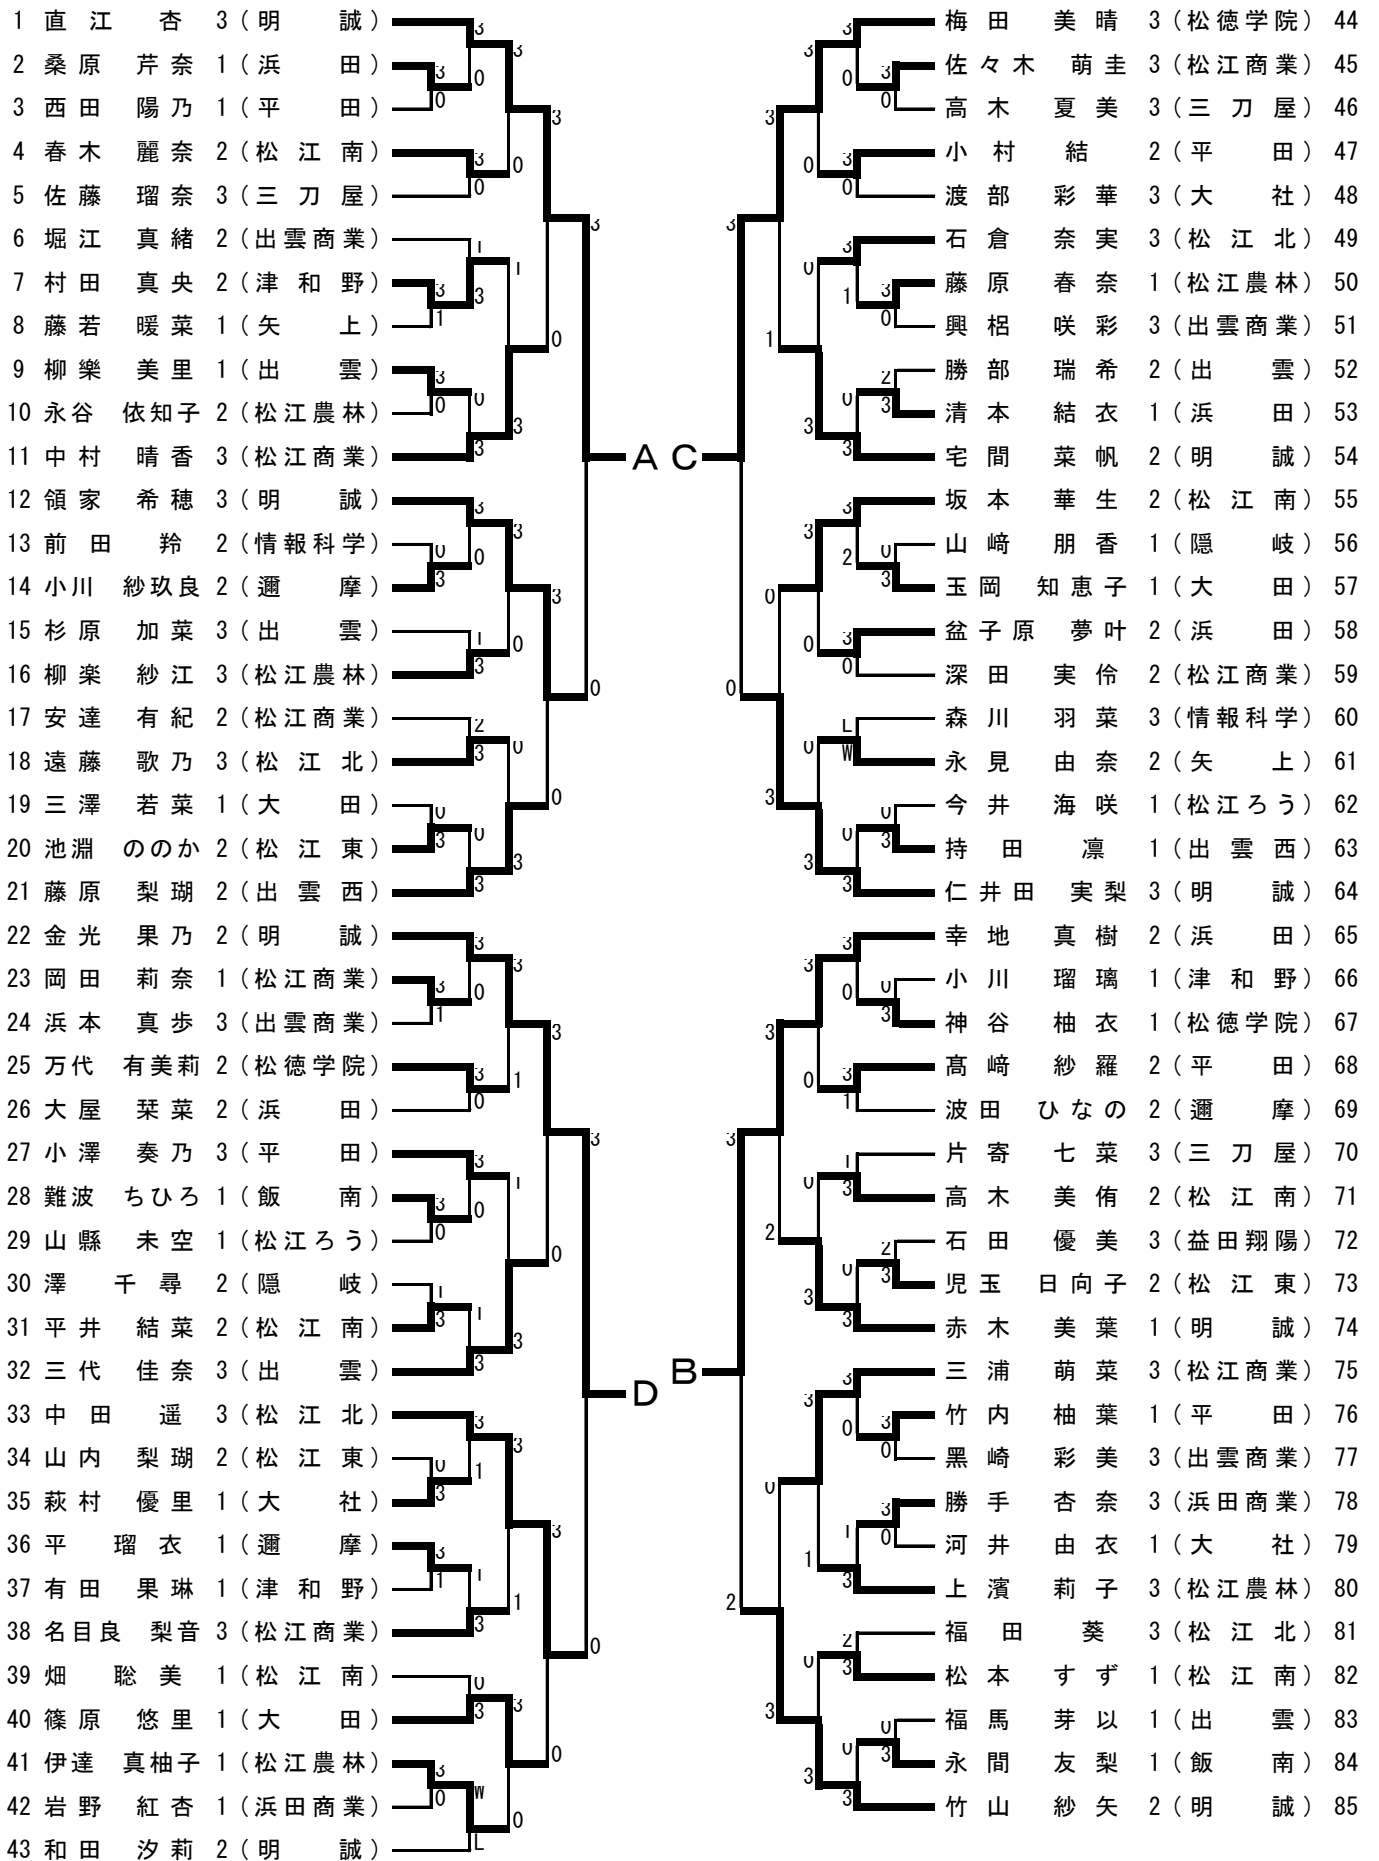 1 直江 杏 3（明 誠）
2 桑原 芹奈 1（浜 田）
3 西田 陽乃 1（平 田）
4 春木 麗奈 2（松江南）
5 佐藤 瑠奈 3（三刀屋）
6 堀江 真緒 2（出雲商業）
7 村田 真央 2（津和野）
8 藤若 暖菜 1（矢 上）
9 柳樂 美里 1（出 雲）
10 永谷 依知子 2（松江農林）
11 中村 晴香 3（松江商業）
12 領家 希穂 3（明 誠）
13 前田 羚 2（情報科学）
14 小川 紗玖良 2（邇 摩）
15 杉原 加菜 3（出 雲）
16 柳楽 紗江 3（松江農林）
17 安達 有紀 2（松江商業）
18 遠藤 歌乃 3（松江北）
19 三澤 若菜 1（大 田）
20 池淵 ののか 2（松江東）
21 藤原 梨瑚 2（出雲西）
22 金光 果乃 2（明 誠）
23 岡田 莉奈 1（松江商業）
24 浜本 真歩 3（出雲商業）
25 万代 有美莉 2（松徳学院）
26 大屋 栞菜 2（浜 田）
27 小澤 奏乃 3（平 田）
28 難波 ちひろ 1（飯 南）
29 山縣 未空 1（松江ろう）
30 澤 千尋 2（隠 岐）
31 平井 結菜 2（松江南）
32 三代 佳奈 3（出 雲）
33 中田 遥 3（松江北）
34 山内 梨瑚 2（松江東）
35 萩村 優里 1（大 社）
36 平 瑠衣 1（邇 摩）
37 有田 果琳 1（津和野）
38 名目良 梨音 3（松江商業）
39 畑 聡美 1（松江南）
40 篠原 悠里 1（大 田）
41 伊達 真柚子 1（松江農林）
42 岩野 紅杏 1（浜田商業）
43 和田 汐莉 2（明 誠）
A C
D B
梅田 美晴 3（松徳学院） 44
佐々木 萌圭 3（松江商業） 45
高木 夏美 3（三刀屋） 46
小村 結 2（平 田） 47
渡部 彩華 3（大 社） 48
石倉 奈実 3（松江北） 49
藤原 春奈 1（松江農林） 50
興梠 咲彩 3（出雲商業） 51
勝部 瑞希 2（出 雲） 52
清本 結衣 1（浜 田） 53
宅間 菜帆 2（明 誠） 54
坂本 華生 2（松江南） 55
山﨑 朋香 1（隠 岐） 56
玉岡 知恵子 1（大 田） 57
盆子原 夢叶 2（浜 田） 58
深田 実伶 2（松江商業） 59
森川 羽菜 3（情報科学） 60
永見 由奈 2（矢 上） 61
今井 海咲 1（松江ろう） 62
持田 凛 1（出雲西） 63
仁井田 実梨 3（明 誠） 64
幸地 真樹 2（浜 田） 65
小川 瑠璃 1（津和野） 66
神谷 柚衣 1（松徳学院） 67
髙﨑 紗羅 2（平 田） 68
波田 ひなの 2（邇 摩） 69
片寄 七菜 3（三刀屋） 70
高木 美侑 2（松江南） 71
石田 優美 3（益田翔陽） 72
児玉 日向子 2（松江東） 73
赤木 美葉 1（明 誠） 74
三浦 萌菜 3（松江商業） 75
竹内 柚葉 1（平 田） 76
黒崎 彩美 3（出雲商業） 77
勝手 杏奈 3（浜田商業） 78
河井 由衣 1（大 社） 79
上濱 莉子 3（松江農林） 80
福田 葵 3（松江北） 81
松本 すず 1（松江南） 82
福馬 芽以 1（出 雲） 83
永間 友梨 1（飯 南） 84
竹山 紗矢 2（明 誠） 85